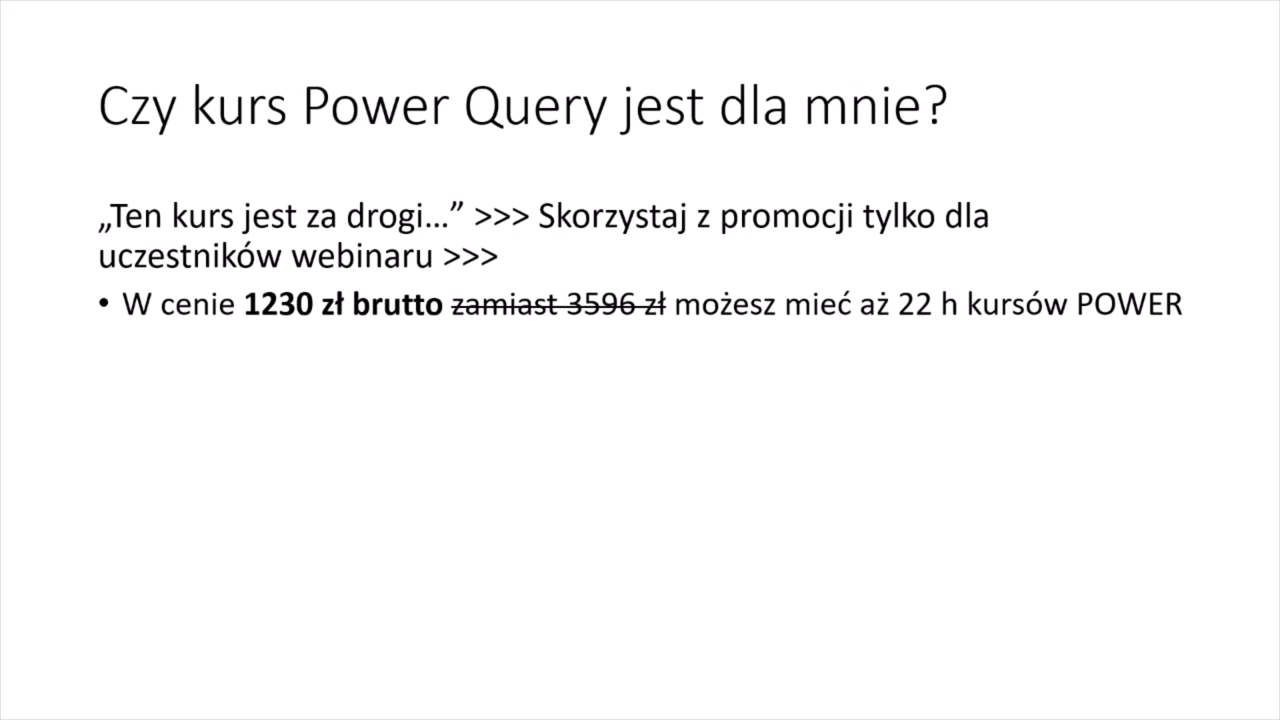 Czy kurs Power Query jest dla mnie?
„Ten kurs jest za drogi…” >>> Skorzystaj z promocji tylko dla
uczestników webinaru >>>
• W cenie 1230 zł brutto zamiast 3596 zł możesz mieć aż 22 h kursów POWER